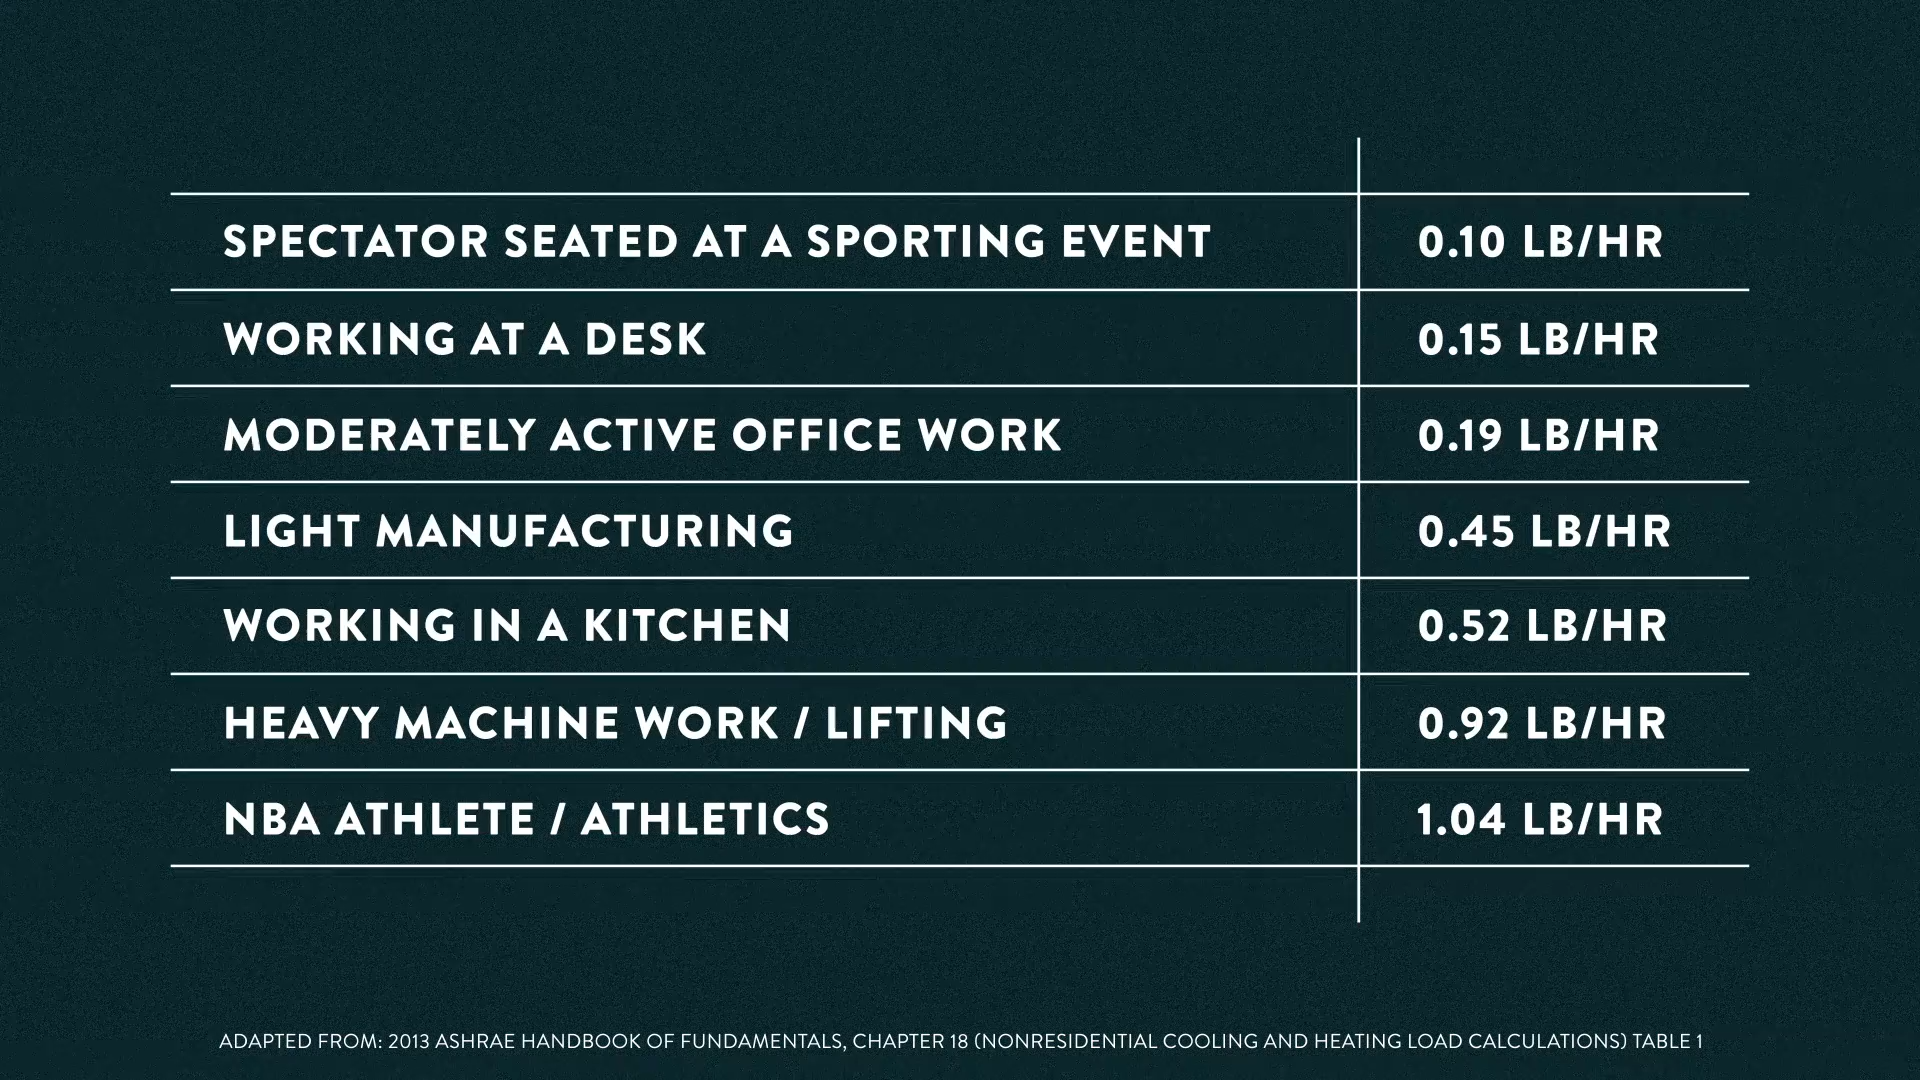 SPECTATOR SEATED AT A SPORTING EVENT 0.10 LB/HR
WORKING AT A DESK 0.15 LB/HR
MODERATELY ACTIVE OFFICE WORK 0.19 LB/HR
LIGHT MANUFACTURING 0.45 LB/HR
WORKING IN A KITCHEN 0.52 LB/HR
HEAVY MACHINE WORK / LIFTING 0.92 LB/HR
NBA ATHLETE / ATHLETICS 1.04 LB/HR
ADAPTED FROM: 2013 ASHRAE HANDBOOK OF FUNDAMENTALS, CHAPTER 18 (NONRESIDENTIAL COOLING AND HEATING LOAD CALCULATIONS) TABLE 1